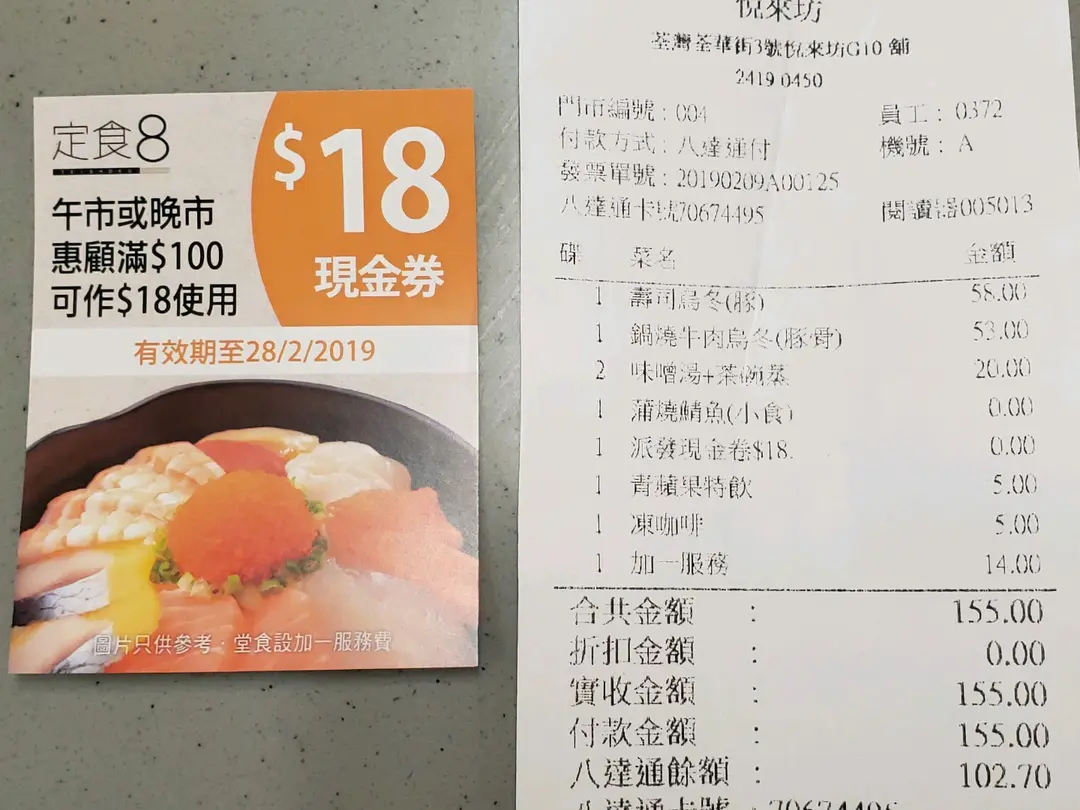 定食8
$18
現金券
午市或晚市
惠顧滿$100
可作$18使用
有效期至28/2/2019
圖片只供參考．堂食設加一服務費
悅來坊
荃灣荃華街3號悅來坊G10 舖
2419 0450
門市編號：004 員工：0372
付款方式：八達通付 機號：A
發票單號：20190209A00125
八達通卡號70674495 閱讀器005013
碟 菜名 金額
1 壽司烏冬(豚) 58.00
1 鍋燒牛肉烏冬(豚骨) 53.00
2 味噌湯+茶碗蒸 20.00
1 蒲燒鯖魚(小食) 0.00
1 派發現金卷$18. 0.00
1 青蘋果特飲 5.00
1 凍咖啡 5.00
1 加一服務 14.00
合共金額 ： 155.00
折扣金額 ： 0.00
實收金額 ： 155.00
付款金額 ： 155.00
八達通餘額 ： 102.70
八達通卡號 ：70674495